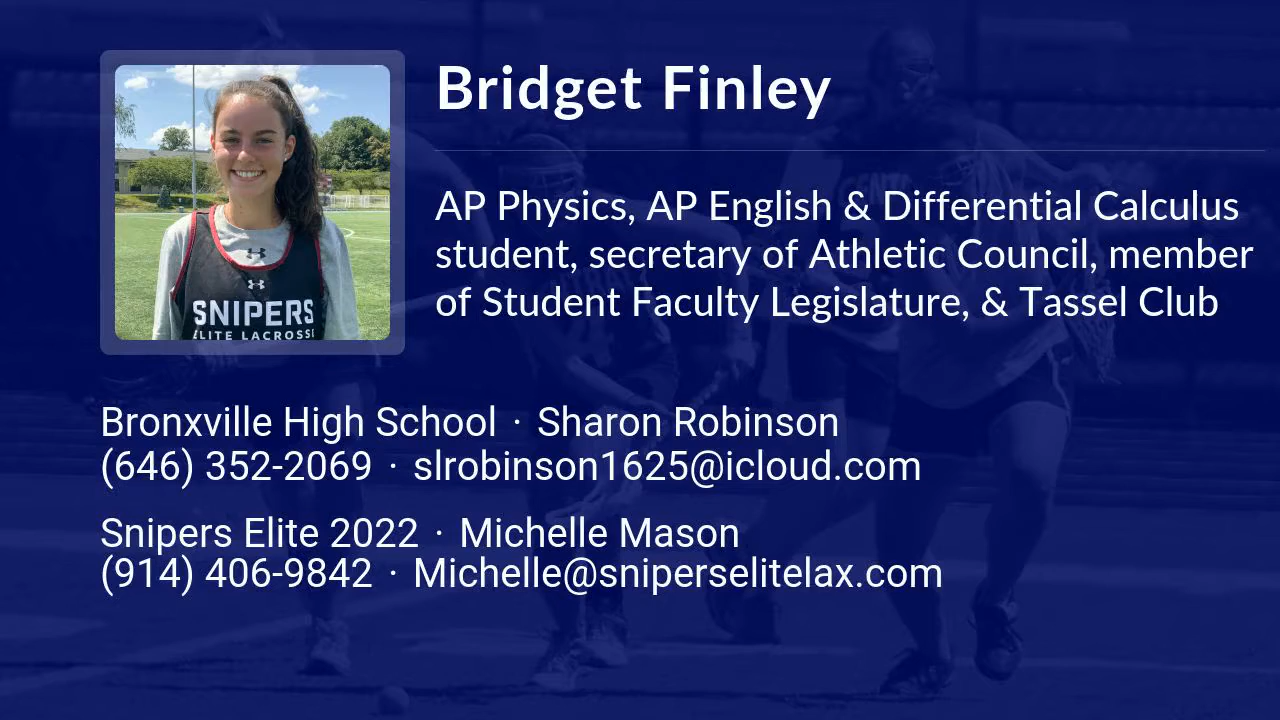 Bridget Finley
AP Physics, AP English & Differential Calculus
student, secretary of Athletic Council, member
of Student Faculty Legislature, & Tassel Club
SNIPERS
ELITE LACROSSE
Bronxville High School · Sharon Robinson
(646) 352-2069 · slrobinson1625@icloud.com
Snipers Elite 2022 · Michelle Mason
(914) 406-9842 · Michelle@sniperselitelax.com